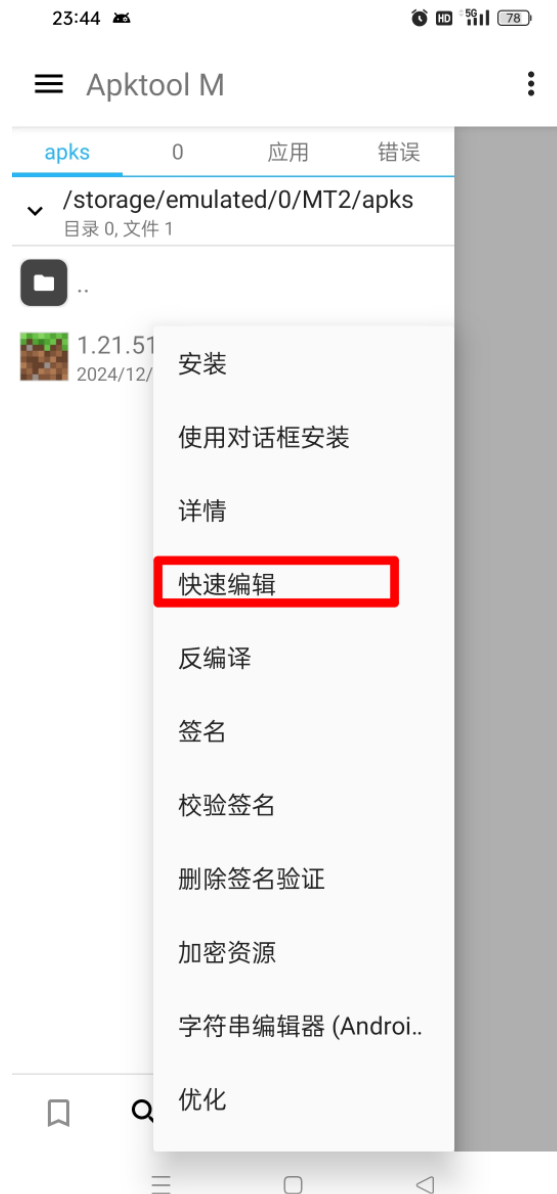 23:44 HD 5G 78
Apktool M
apks 0 应用 错误
/storage/emulated/0/MT2/apks
目录 0, 文件 1
..
1.21.51
2024/12/
安装
使用对话框安装
详情
快速编辑
反编译
签名
校验签名
删除签名验证
加密资源
字符串编辑器 (Androi..
优化